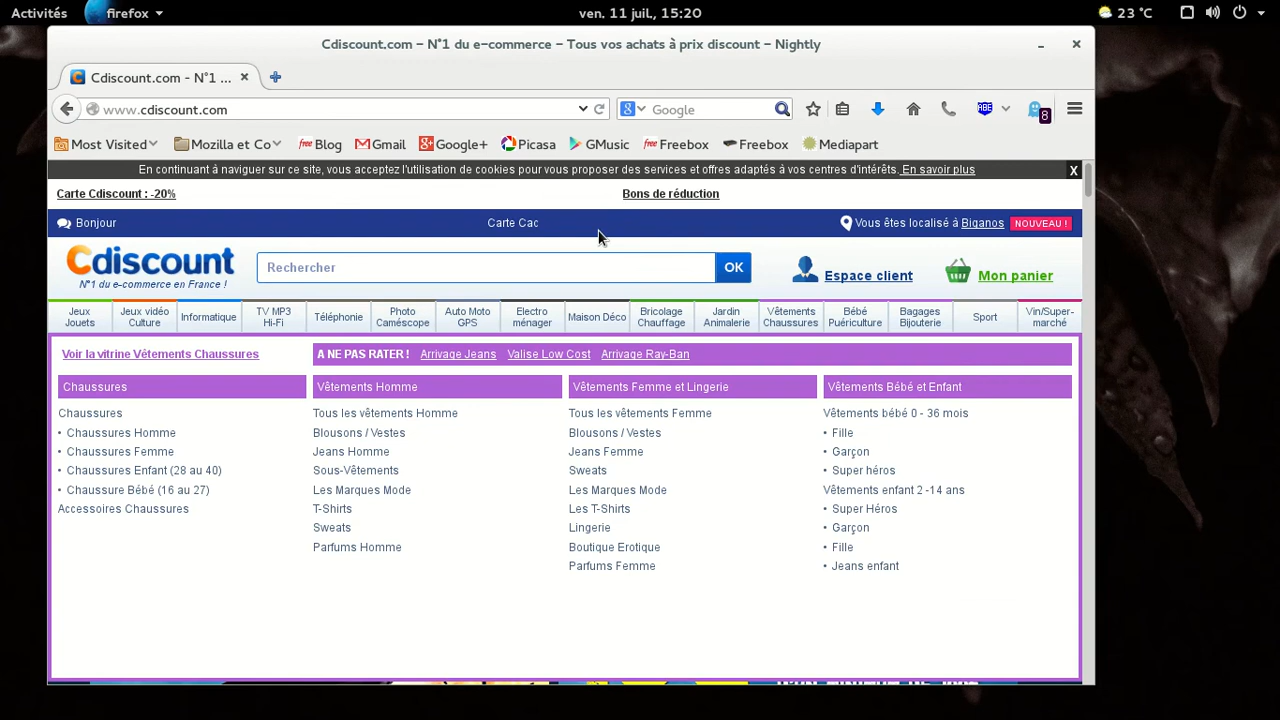 Activités firefox ven. 11 juil, 15:20 23 °C
Cdiscount.com – N°1 du e-commerce – Tous vos achats à prix discount – Nightly
Cdiscount.com - N°1 ...
www.cdiscount.com Google ABE 8
Most Visited Mozilla et Co free Blog Gmail Google+ Picasa GMusic free Freebox Freebox Mediapart
En continuant à naviguer sur ce site, vous acceptez l'utilisation de cookies pour vous proposer des services et offres adaptés à vos centres d'intérêts. En savoir plus X
Carte Cdiscount : -20% Bons de réduction
Bonjour Carte Cac Vous êtes localisé à Biganos NOUVEAU !
Cdiscount Rechercher OK Espace client Mon panier
N°1 du e-commerce en France !
Jeux Jouets
Jeux vidéo Culture
Informatique
TV MP3 Hi-Fi
Téléphonie
Photo Caméscope
Auto Moto GPS
Electro ménager
Maison Déco
Bricolage Chauffage
Jardin Animalerie
Vêtements Chaussures
Bébé Puériculture
Bagages Bijouterie
Sport
Vin/Super-marché
Voir la vitrine Vêtements Chaussures
A NE PAS RATER ! Arrivage Jeans Valise Low Cost Arrivage Ray-Ban
Chaussures
Chaussures
• Chaussures Homme
• Chaussures Femme
• Chaussures Enfant (28 au 40)
• Chaussure Bébé (16 au 27)
Accessoires Chaussures
Vêtements Homme
Tous les vêtements Homme
Blousons / Vestes
Jeans Homme
Sous-Vêtements
Les Marques Mode
T-Shirts
Sweats
Parfums Homme
Vêtements Femme et Lingerie
Tous les vêtements Femme
Blousons / Vestes
Jeans Femme
Sweats
Les Marques Mode
Les T-Shirts
Lingerie
Boutique Erotique
Parfums Femme
Vêtements Bébé et Enfant
Vêtements bébé 0 - 36 mois
• Fille
• Garçon
• Super héros
Vêtements enfant 2 -14 ans
• Super Héros
• Garçon
• Fille
• Jeans enfant